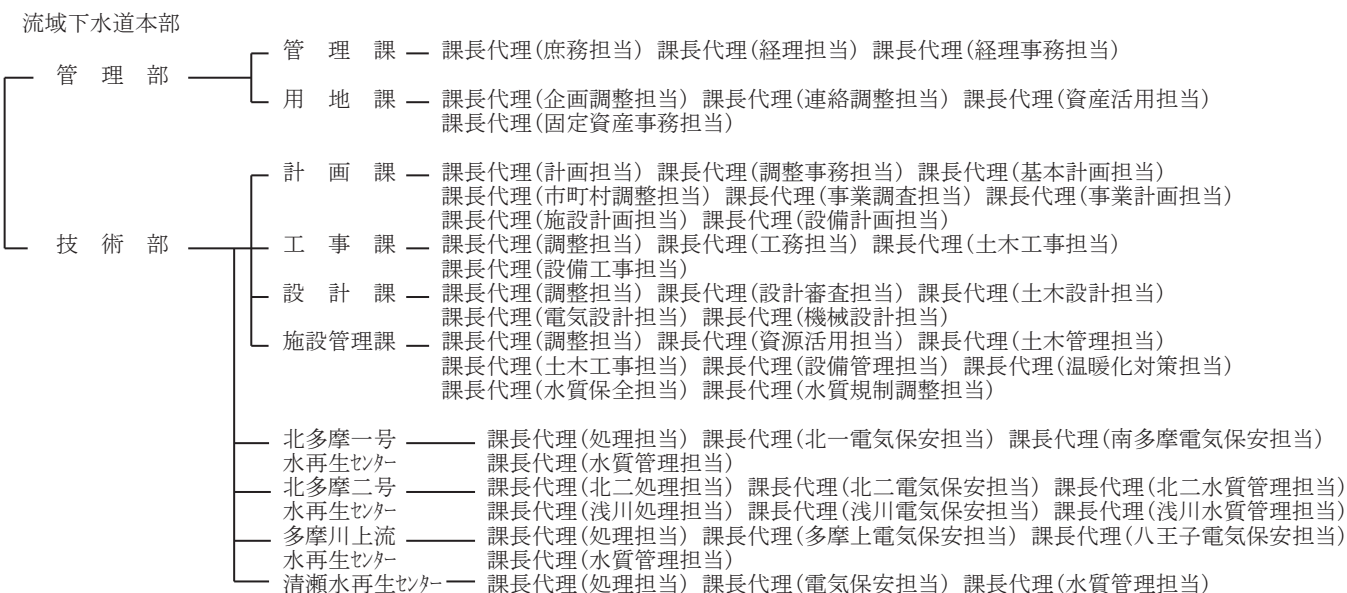 流域下水道本部
管理課 課長代理(庶務担当) 課長代理(経理担当) 課長代理(経理事務担当)
管理部
用地課 課長代理(企画調整担当) 課長代理(連絡調整担当) 課長代理(資産活用担当)
課長代理(固定資産事務担当)
計画課 課長代理(計画担当) 課長代理(調整事務担当) 課長代理(基本計画担当)
課長代理(市町村調整担当) 課長代理(事業調査担当) 課長代理(事業計画担当)
課長代理(施設計画担当) 課長代理(設備計画担当)
技術部 工事課 課長代理(調整担当) 課長代理(工務担当) 課長代理(土木工事担当)
課長代理(設備工事担当)
設計課 課長代理(調整担当) 課長代理(設計審査担当) 課長代理(土木設計担当)
課長代理(電気設計担当) 課長代理(機械設計担当)
施設管理課 課長代理(調整担当) 課長代理(資源活用担当) 課長代理(土木管理担当)
課長代理(土木工事担当) 課長代理(設備管理担当) 課長代理(温暖化対策担当)
課長代理(水質保全担当) 課長代理(水質規制調整担当)
北多摩一号 課長代理(処理担当) 課長代理(北一電気保安担当) 課長代理(南多摩電気保安担当)
水再生センター 課長代理(水質管理担当)
北多摩二号 課長代理(北二処理担当) 課長代理(北二電気保安担当) 課長代理(北二水質管理担当)
水再生センター 課長代理(浅川処理担当) 課長代理(浅川電気保安担当) 課長代理(浅川水質管理担当)
多摩川上流 課長代理(処理担当) 課長代理(多摩上電気保安担当) 課長代理(八王子電気保安担当)
水再生センター 課長代理(水質管理担当)
清瀬水再生センター 課長代理(処理担当) 課長代理(電気保安担当) 課長代理(水質管理担当)